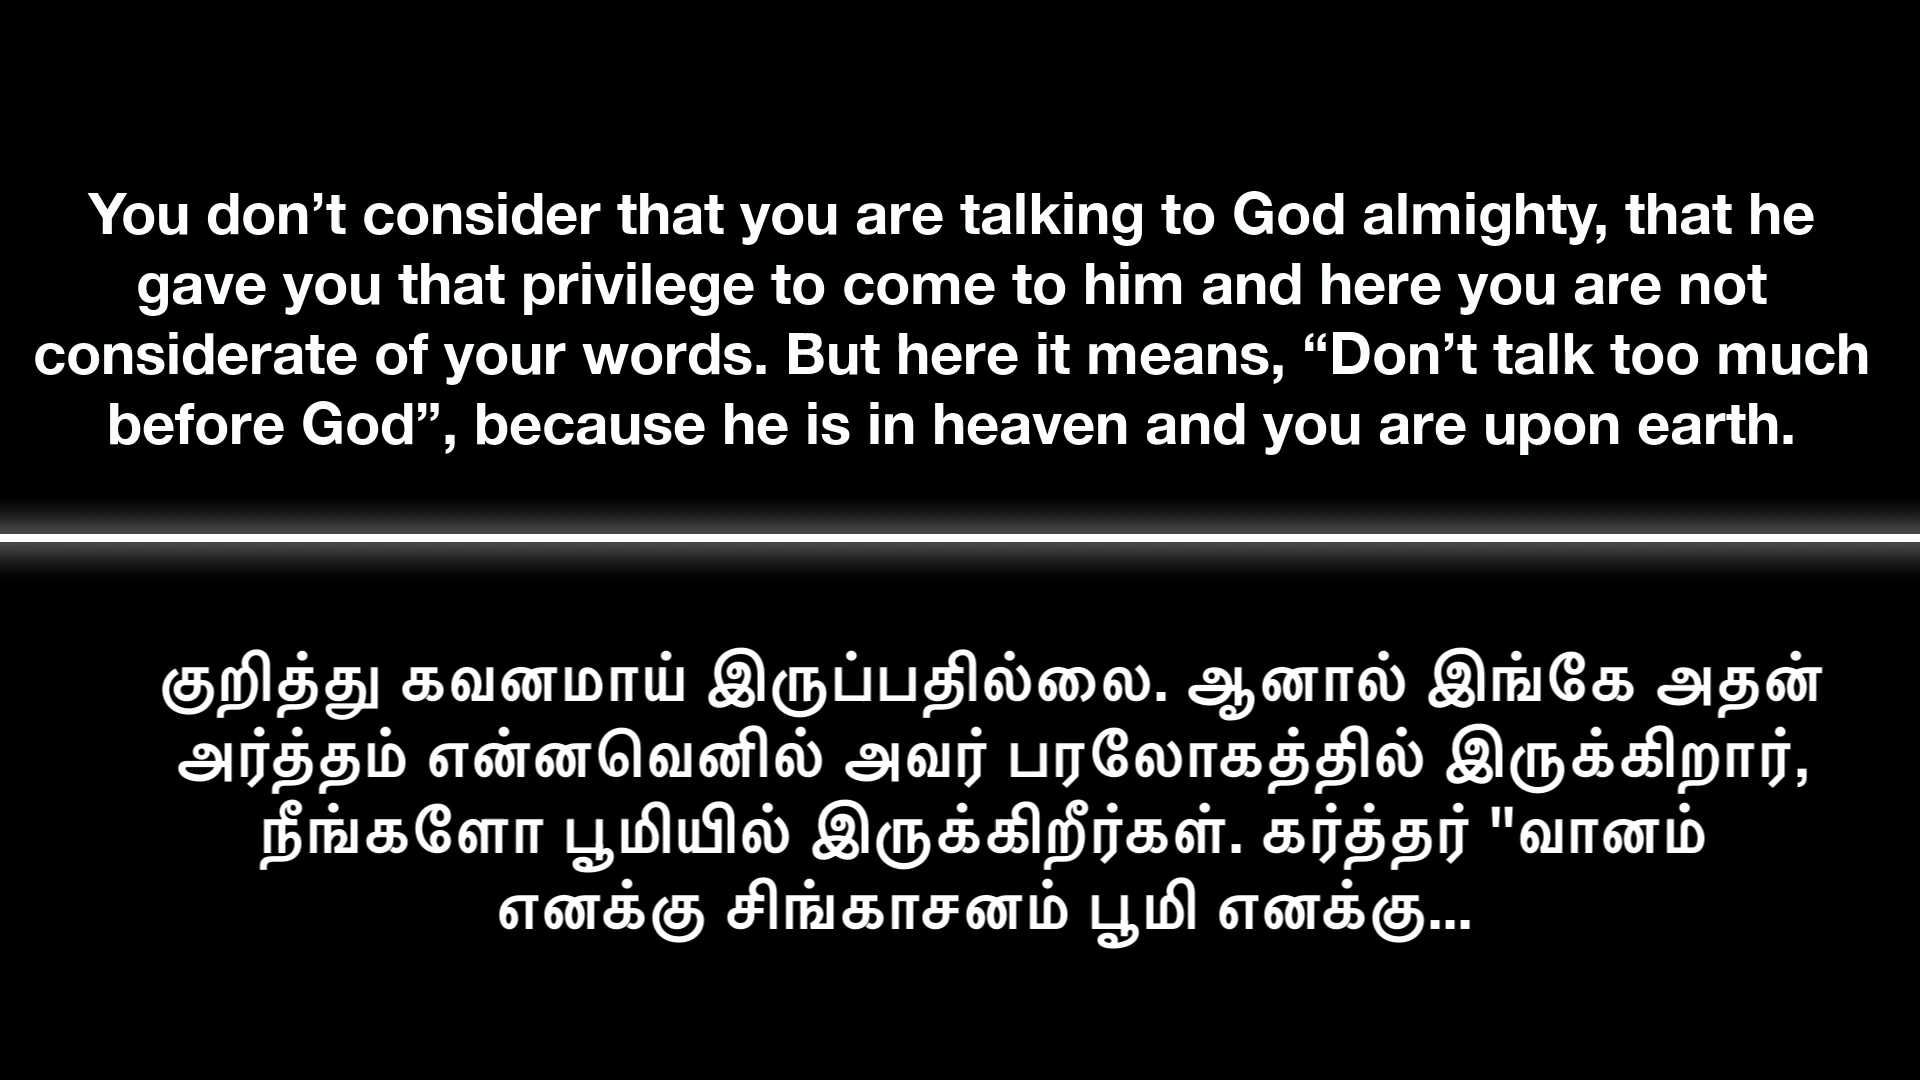 You don’t consider that you are talking to God almighty, that he
gave you that privilege to come to him and here you are not
considerate of your words. But here it means, “Don’t talk too much
before God”, because he is in heaven and you are upon earth.
குறித்து கவனமாய் இருப்பதில்லை. ஆனால் இங்கே அதன்
அர்த்தம் என்னவெனில் அவர் பரலோகத்தில் இருக்கிறார்,
நீங்களோ பூமியில் இருக்கிறீர்கள். கர்த்தர் "வானம்
எனக்கு சிங்காசனம் பூமி எனக்கு...